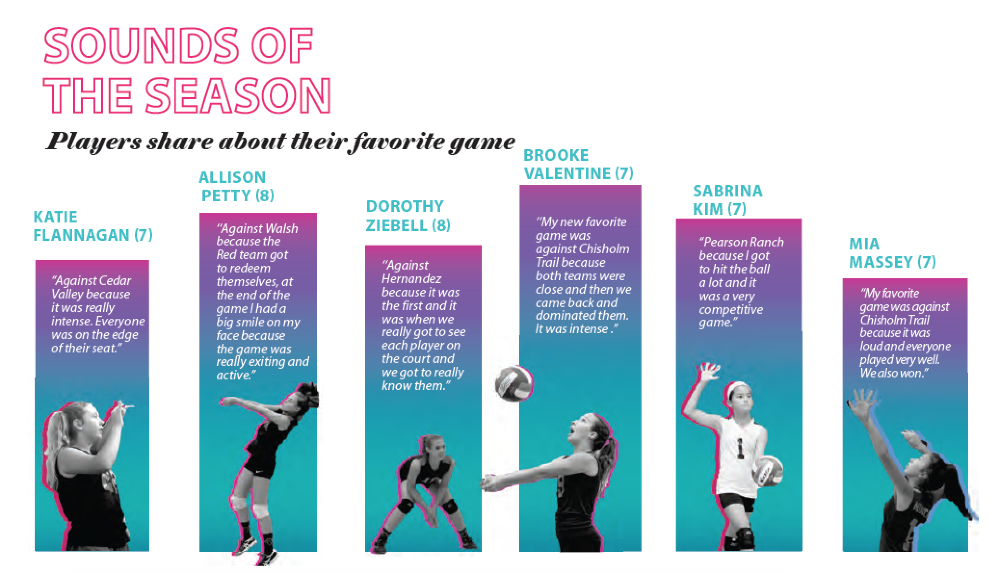 SOUNDS OF
THE SEASON
Players share about their favorite game
KATIE
FLANNAGAN (7)
“Against Cedar
Valley because
it was really
intense. Everyone
was on the edge
of their seat.”
ALLISON
PETTY (8)
“Against Walsh
because the
Red team got
to redeem
themselves, at
the end of the
game I had a
big smile on my
face because
the game was
really exiting and
active.”
DOROTHY
ZIEBELL (8)
“Against
Hernandez
because it was
the first and it
was when we
really got to see
each player on
the court and
we got to really
know them.”
BROOKE
VALENTINE (7)
“My new favorite
game was
against Chisholm
Trail because
both teams were
close and then we
came back and
dominated them.
It was intense .”
SABRINA
KIM (7)
“Pearson Ranch
because I got
to hit the ball
a lot and it
was a very
competitive
game.”
1
MIA
MASSEY (7)
“My favorite
game was against
Chisholm Trail
because it was
loud and everyone
played very well.
We also won.”